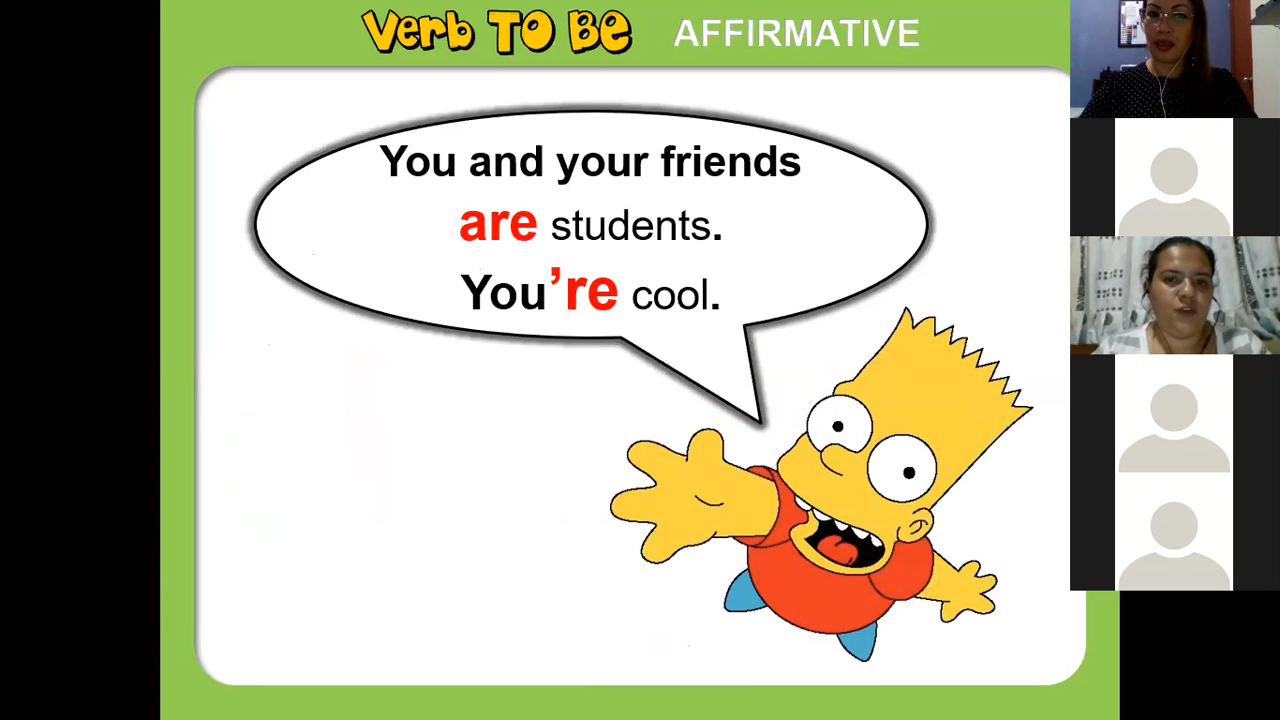 Verb TO BE AFFIRMATIVE
You and your friends
are students.
You're cool.